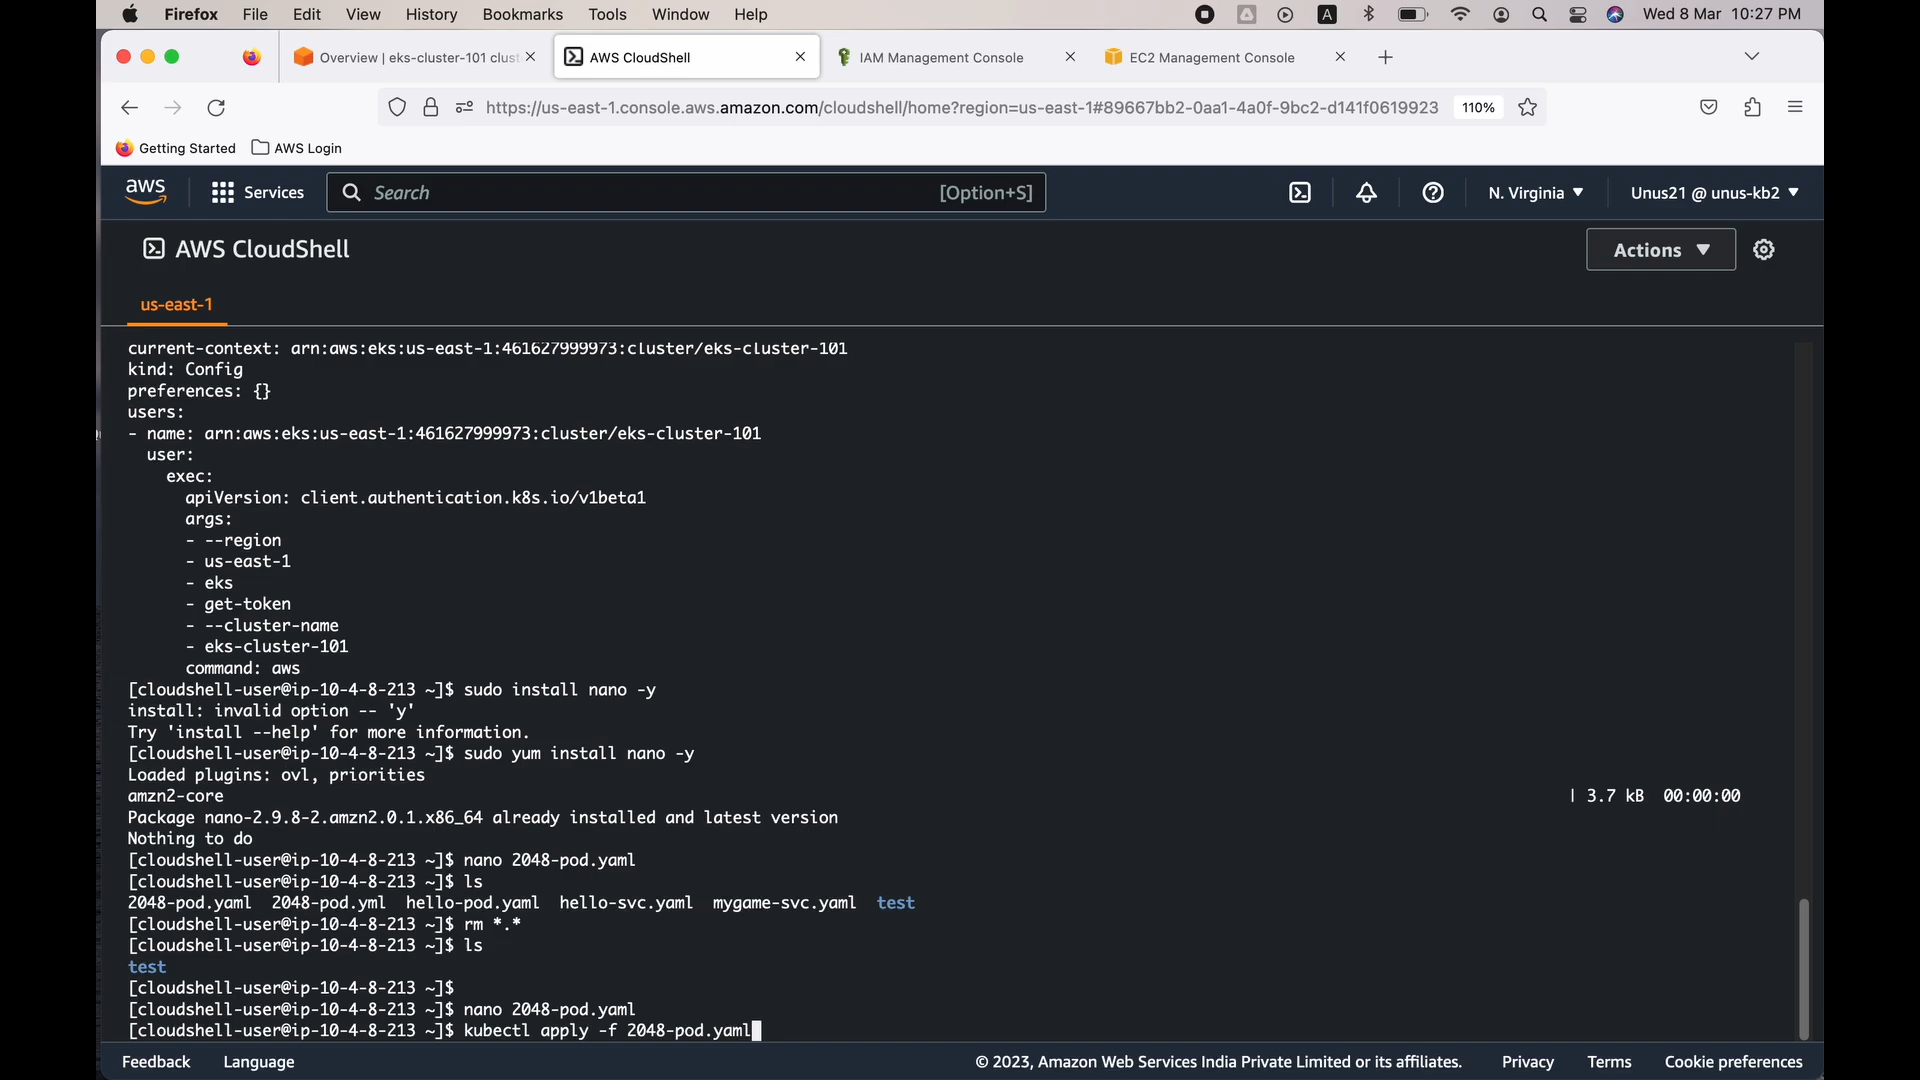 Firefox File Edit View History Bookmarks Tools Window Help A Wed 8 Mar 10:27 PM
Overview | eks-cluster-101 clust AWS CloudShell IAM Management Console EC2 Management Console
https://us-east-1.console.aws.amazon.com/cloudshell/home?region=us-east-1#89667bb2-0aa1-4a0f-9bc2-d141f0619923 110%
Getting Started AWS Login
aws Services Search [Option+S] N. Virginia Unus21 @ unus-kb2
AWS CloudShell Actions
us-east-1
current-context: arn:aws:eks:us-east-1:461627999973:cluster/eks-cluster-101
kind: Config
preferences: {}
users:
- name: arn:aws:eks:us-east-1:461627999973:cluster/eks-cluster-101
user:
exec:
apiVersion: client.authentication.k8s.io/v1beta1
args:
- --region
- us-east-1
- eks
- get-token
- --cluster-name
- eks-cluster-101
command: aws
[cloudshell-user@ip-10-4-8-213 ~]$ sudo install nano -y
install: invalid option -- 'y'
Try 'install --help' for more information.
[cloudshell-user@ip-10-4-8-213 ~]$ sudo yum install nano -y
Loaded plugins: ovl, priorities
amzn2-core | 3.7 kB 00:00:00
Package nano-2.9.8-2.amzn2.0.1.x86_64 already installed and latest version
Nothing to do
[cloudshell-user@ip-10-4-8-213 ~]$ nano 2048-pod.yaml
[cloudshell-user@ip-10-4-8-213 ~]$ ls
2048-pod.yaml 2048-pod.yml hello-pod.yaml hello-svc.yaml mygame-svc.yaml test
[cloudshell-user@ip-10-4-8-213 ~]$ rm *.*
[cloudshell-user@ip-10-4-8-213 ~]$ ls
test
[cloudshell-user@ip-10-4-8-213 ~]$
[cloudshell-user@ip-10-4-8-213 ~]$ nano 2048-pod.yaml
[cloudshell-user@ip-10-4-8-213 ~]$ kubectl apply -f 2048-pod.yaml
Feedback Language © 2023, Amazon Web Services India Private Limited or its affiliates. Privacy Terms Cookie preferences